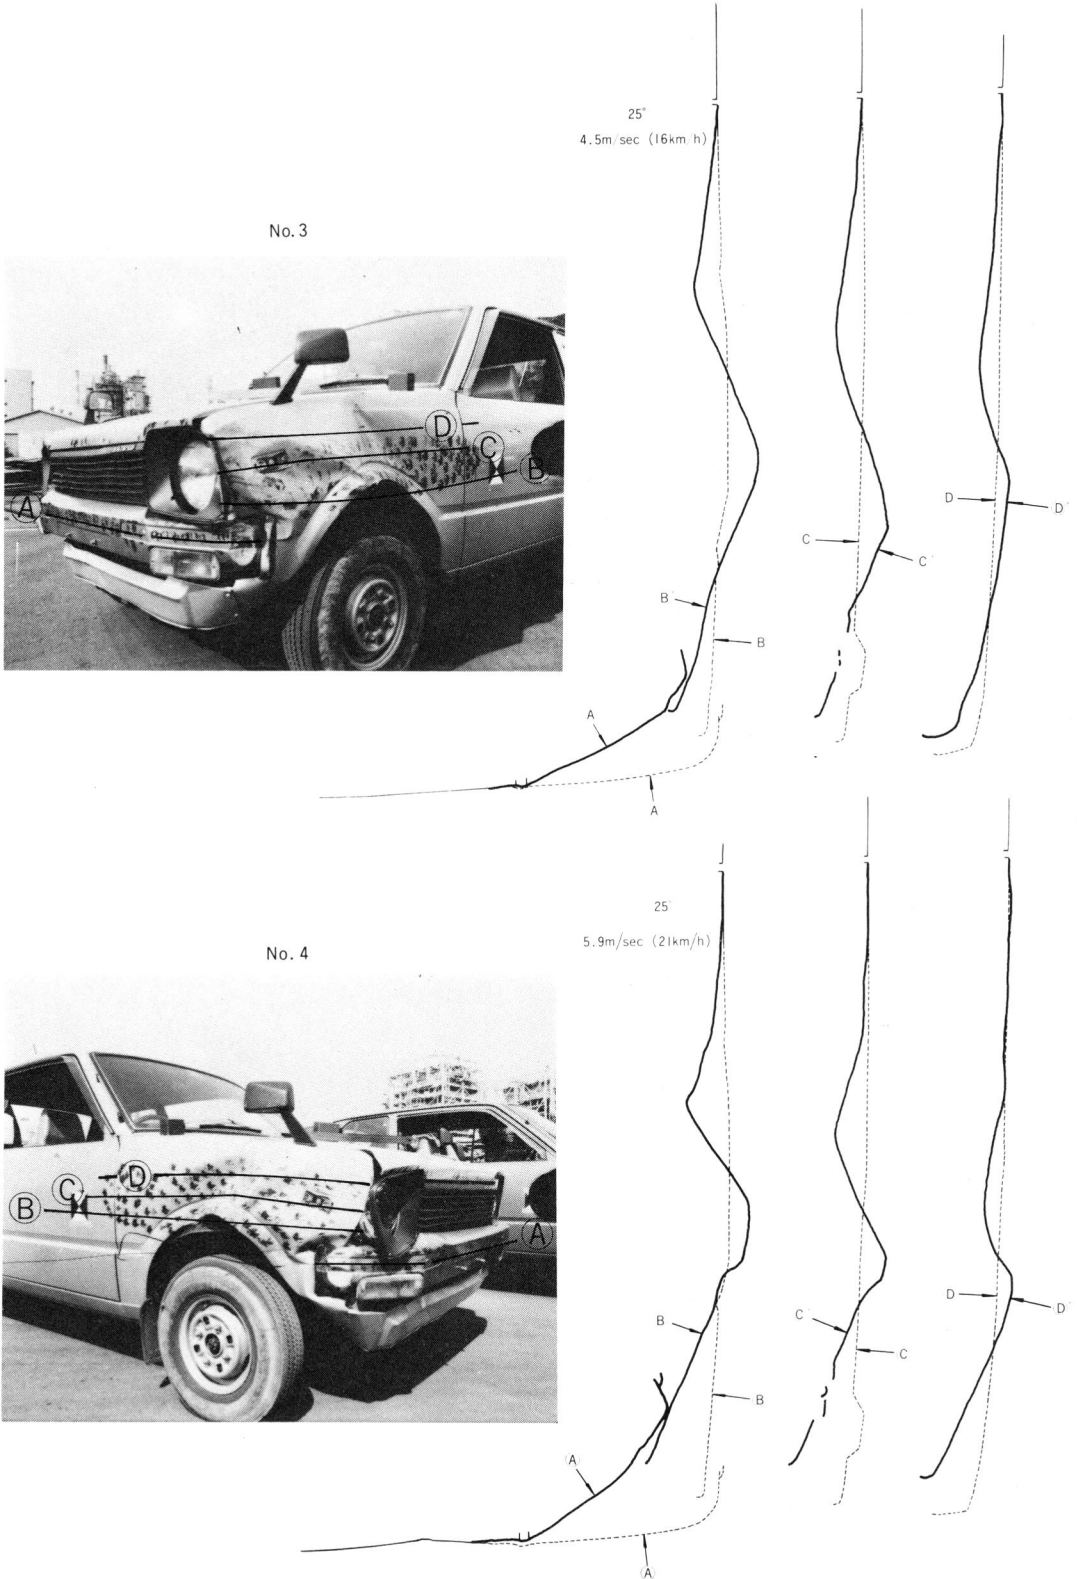 25°
4.5m/sec (16km/h)
No. 3
D
C
B
A
D
D'
C
C'
B'
B
A
A
25°
5.9m/sec (21km/h)
No. 4
D
C
B
A
D
D'
B
C'
C
B
A
A